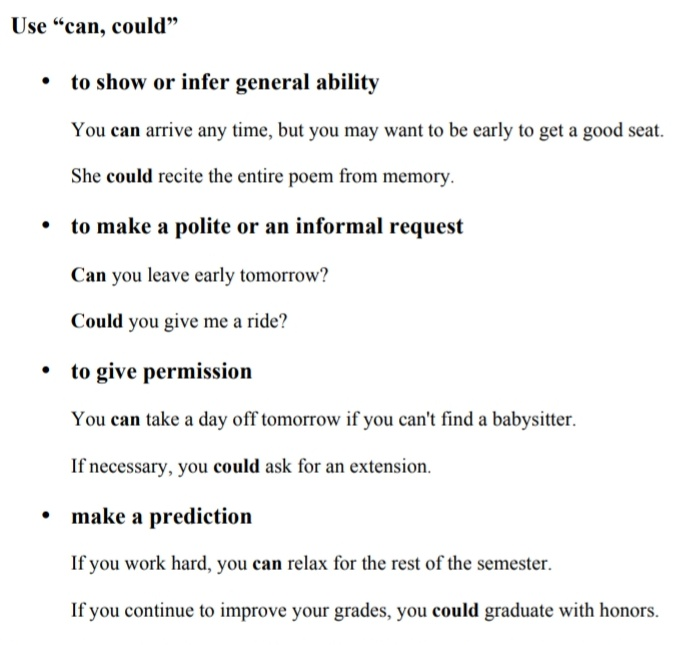 Use “can, could”
• to show or infer general ability
You can arrive any time, but you may want to be early to get a good seat.
She could recite the entire poem from memory.
• to make a polite or an informal request
Can you leave early tomorrow?
Could you give me a ride?
• to give permission
You can take a day off tomorrow if you can't find a babysitter.
If necessary, you could ask for an extension.
• make a prediction
If you work hard, you can relax for the rest of the semester.
If you continue to improve your grades, you could graduate with honors.